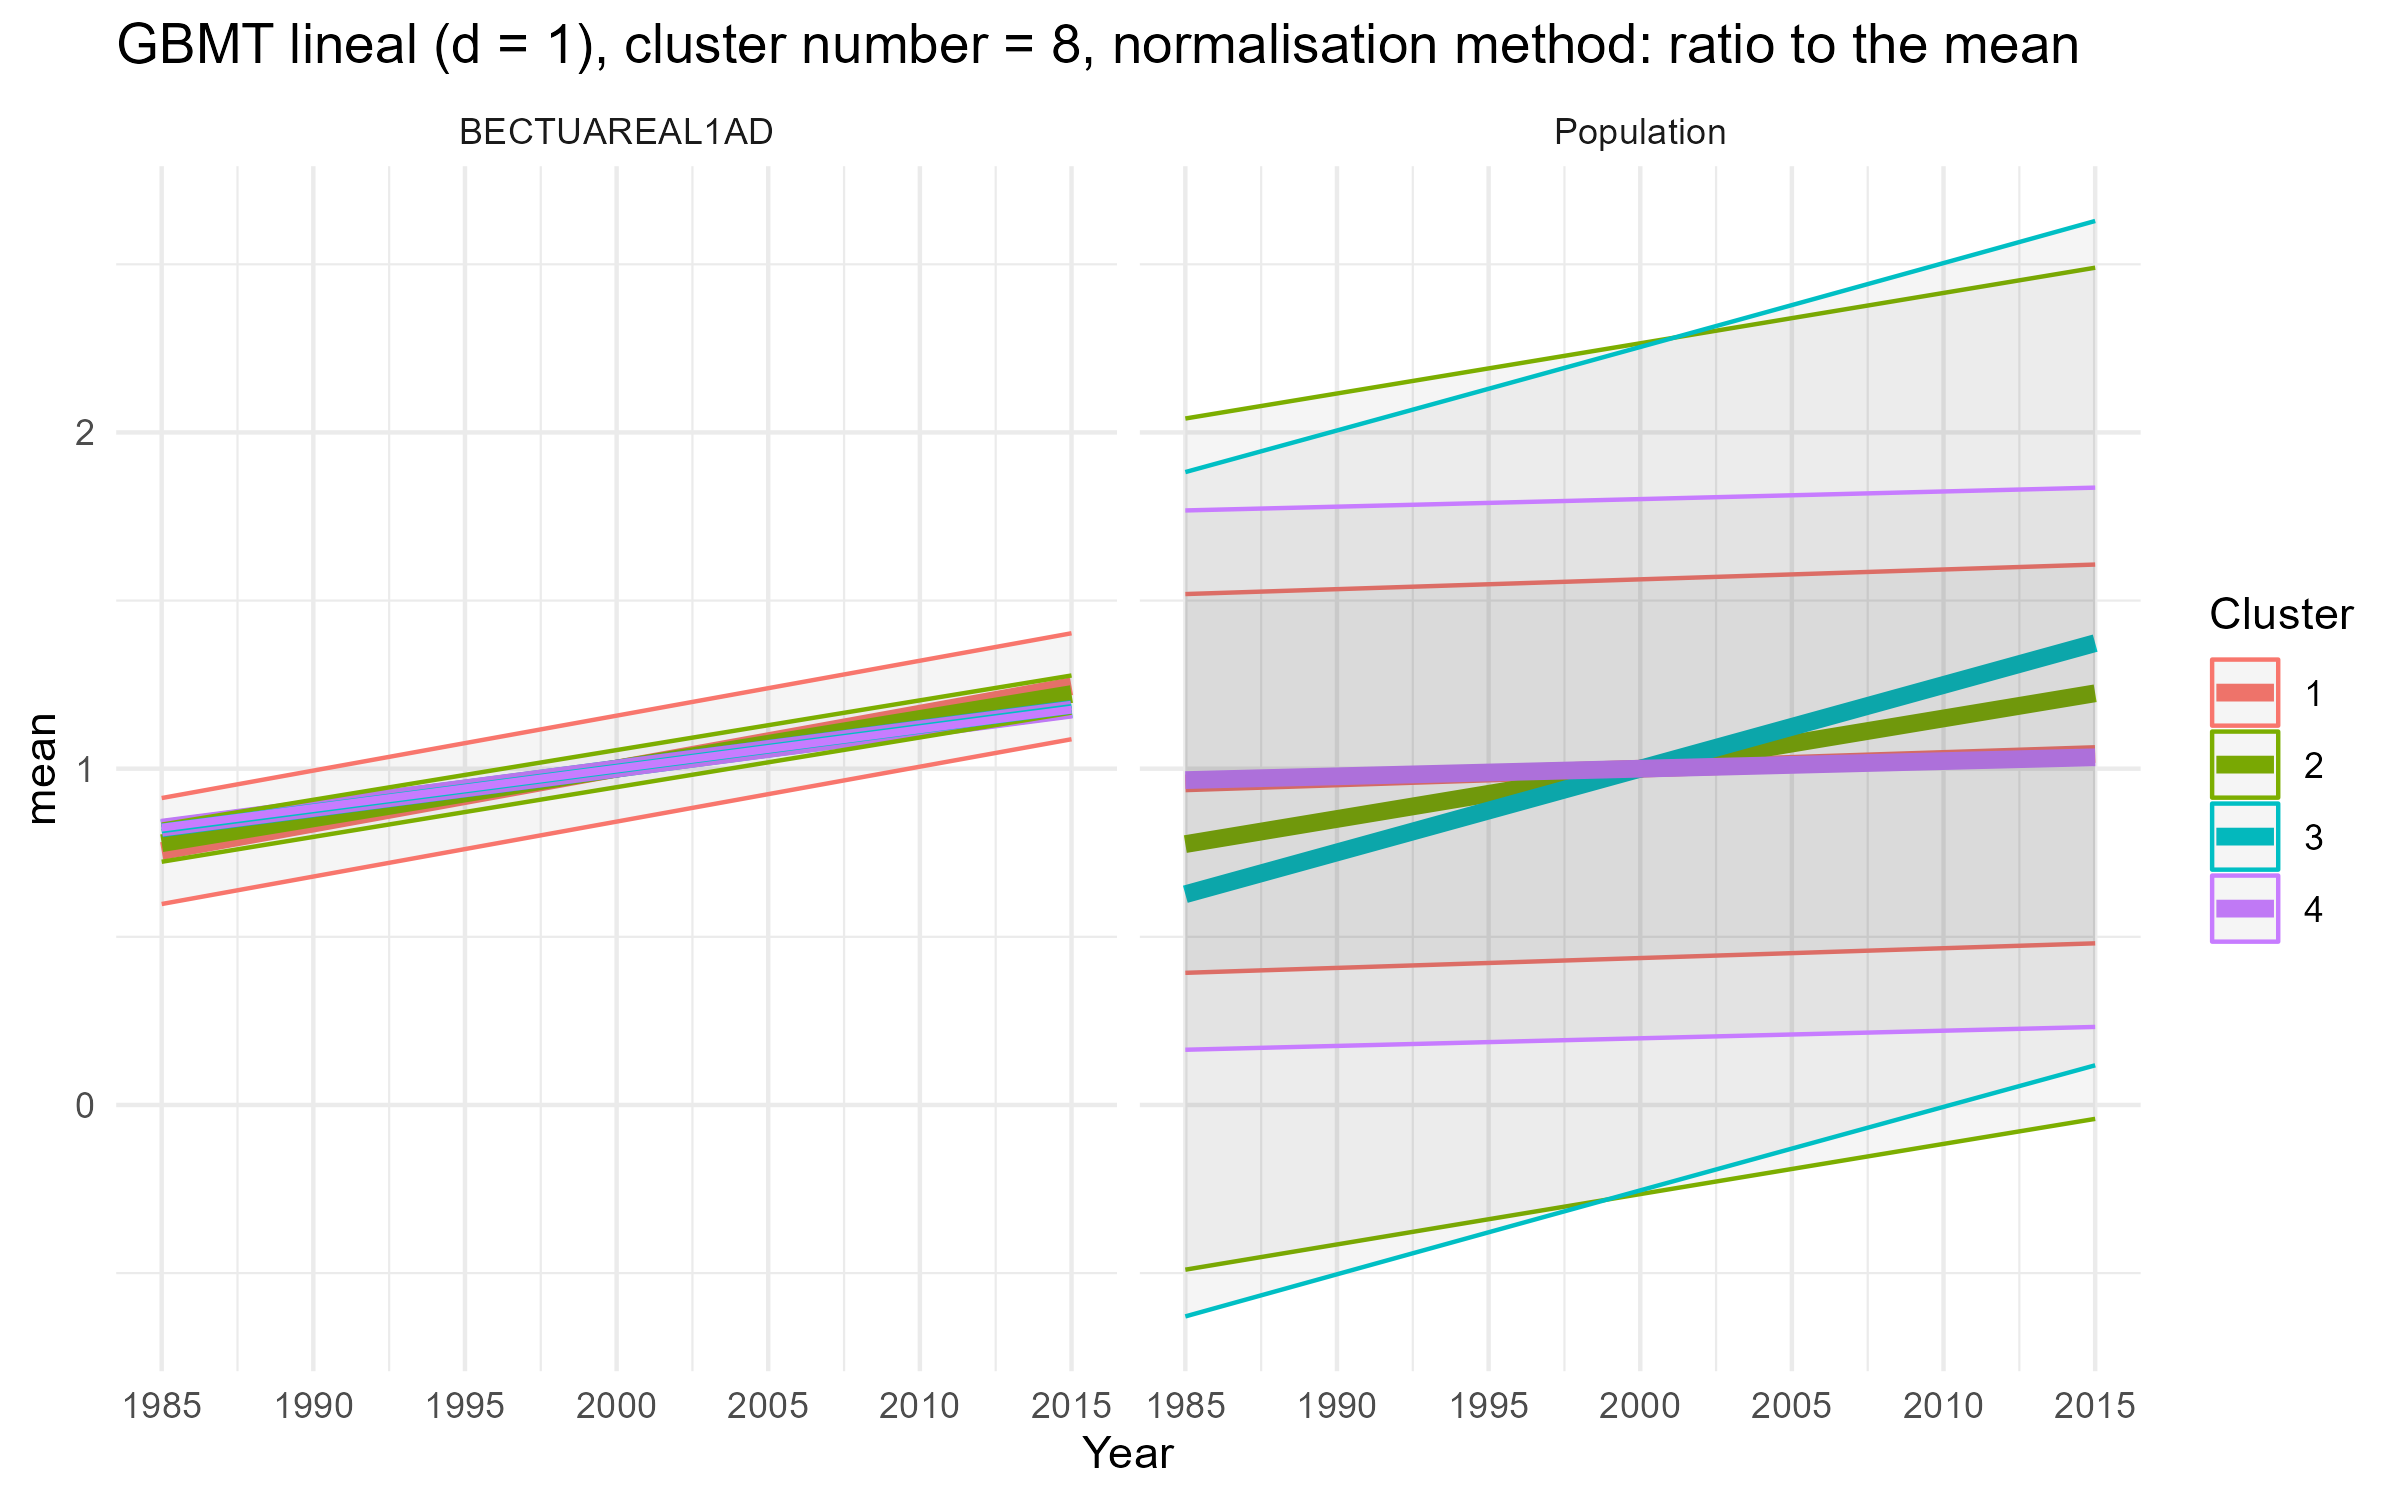 GBMT lineal (d = 1), cluster number = 8, normalisation method: ratio to the mean
BECTUAREAL1AD
Population
mean
2
1
0
1985 1990 1995 2000 2005 2010 2015
1985 1990 1995 2000 2005 2010 2015
Year
Cluster
1
2
3
4